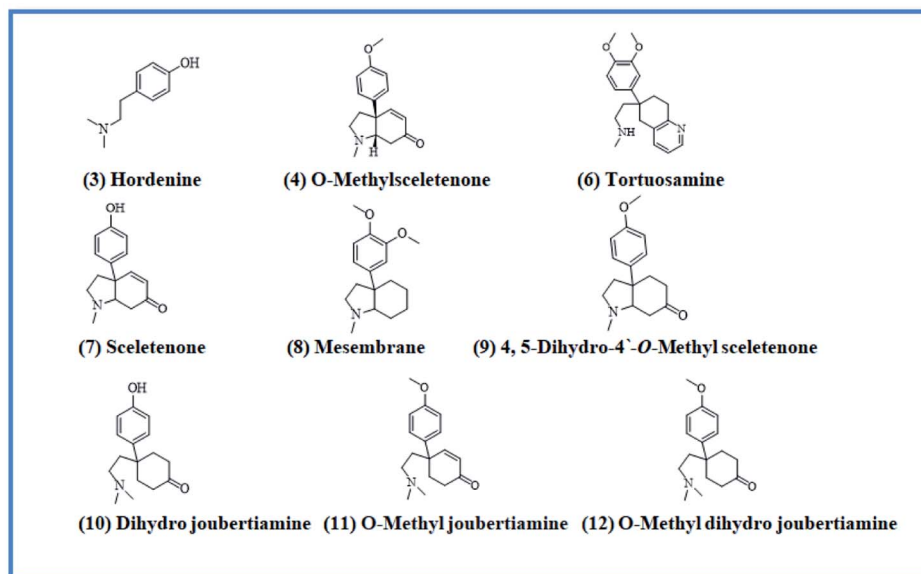 OH
N
(3) Hordenine
O
N
H
O
(4) O-Methylsceletenone
O
O
NH
N
(6) Tortuosamine
OH
N
O
(7) Sceletenone
O
O
N
(8) Mesembrane
O
N
O
(9) 4, 5-Dihydro-4`-O-Methyl sceletenone
OH
N
O
(10) Dihydro joubertiamine
O
N
O
(11) O-Methyl joubertiamine
O
N
O
(12) O-Methyl dihydro joubertiamine